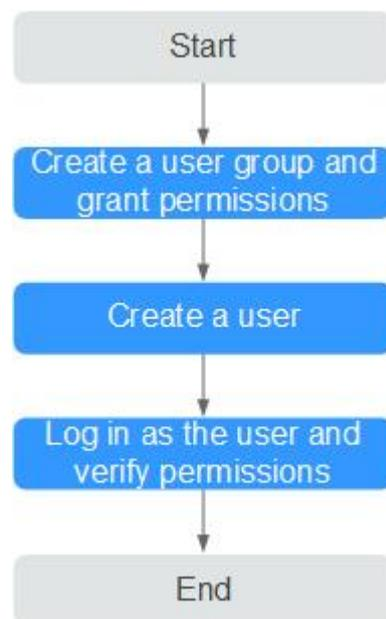 Start
Create a user group and
grant permissions
Create a user
Log in as the user and
verify permissions
End